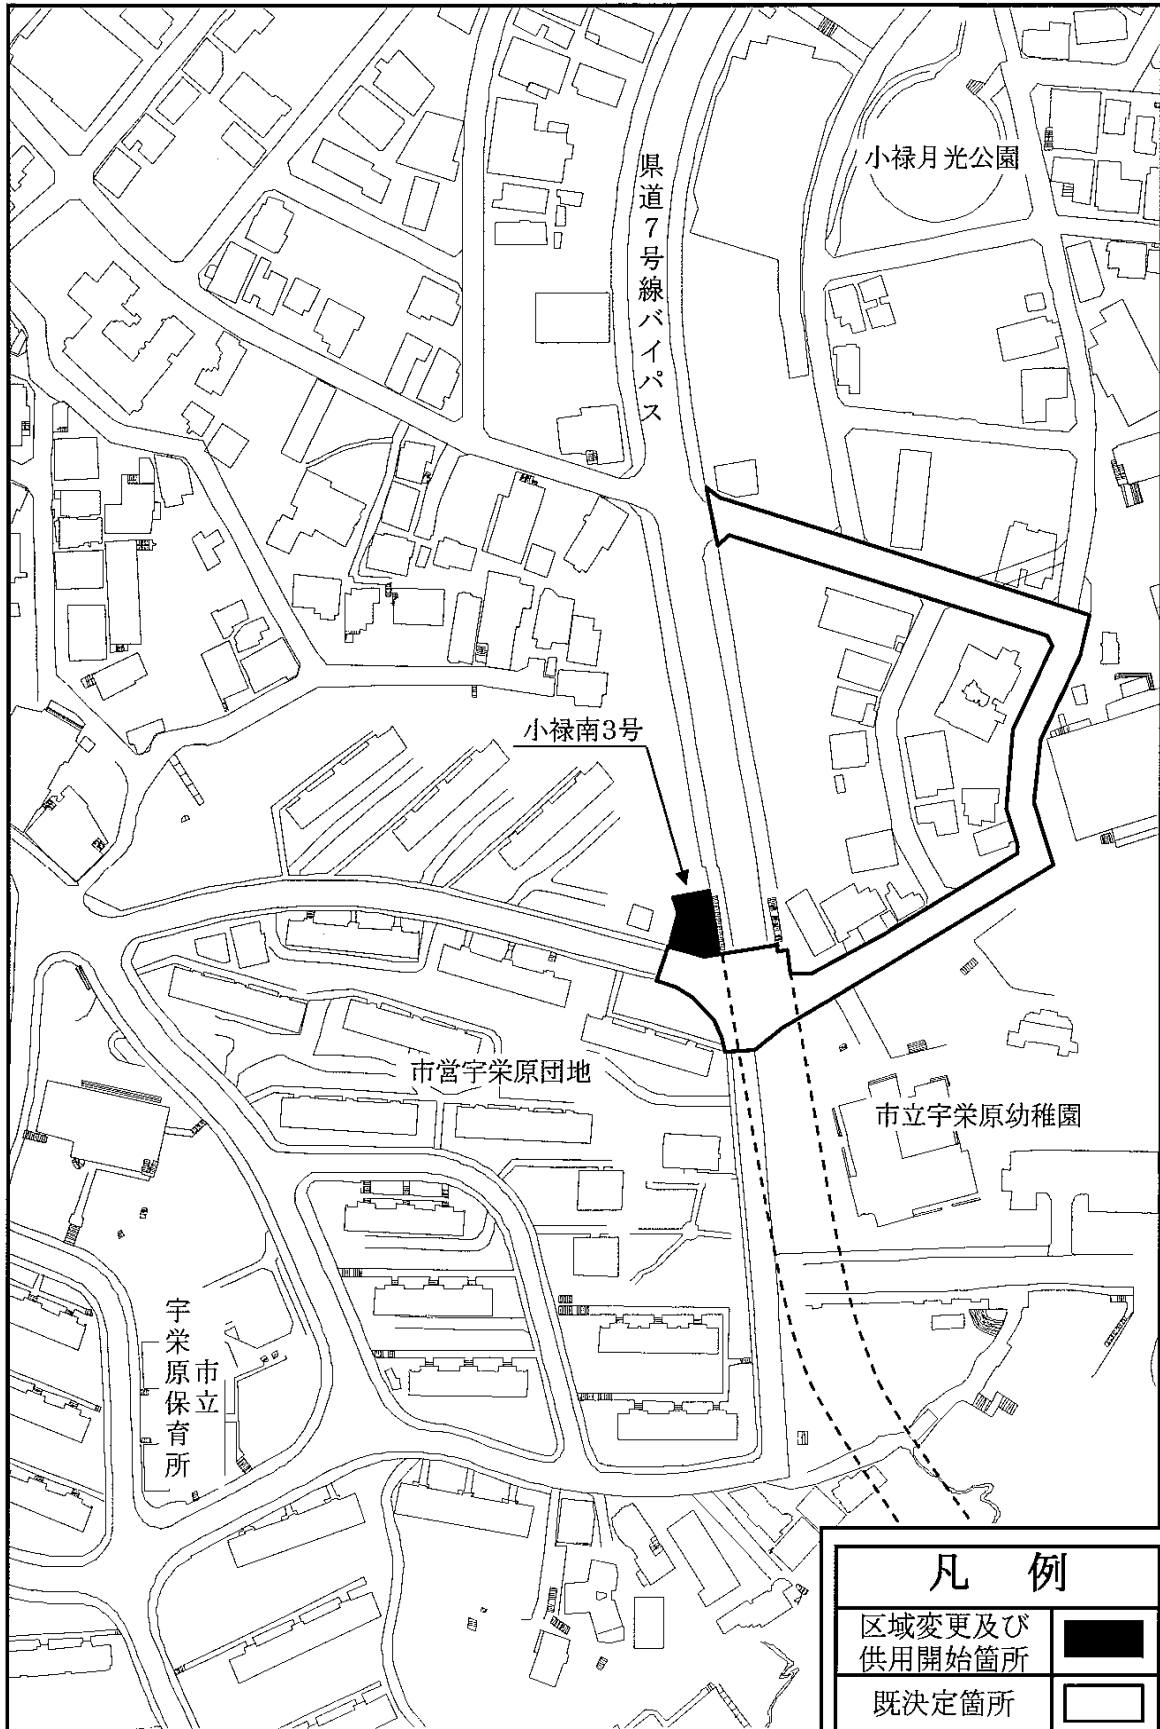 小禄月光公園
県道7号線バイパス
小禄南3号
市営宇栄原団地
市立宇栄原幼稚園
市立
宇栄原保育所
凡 例
区域変更及び
供用開始箇所
既決定箇所